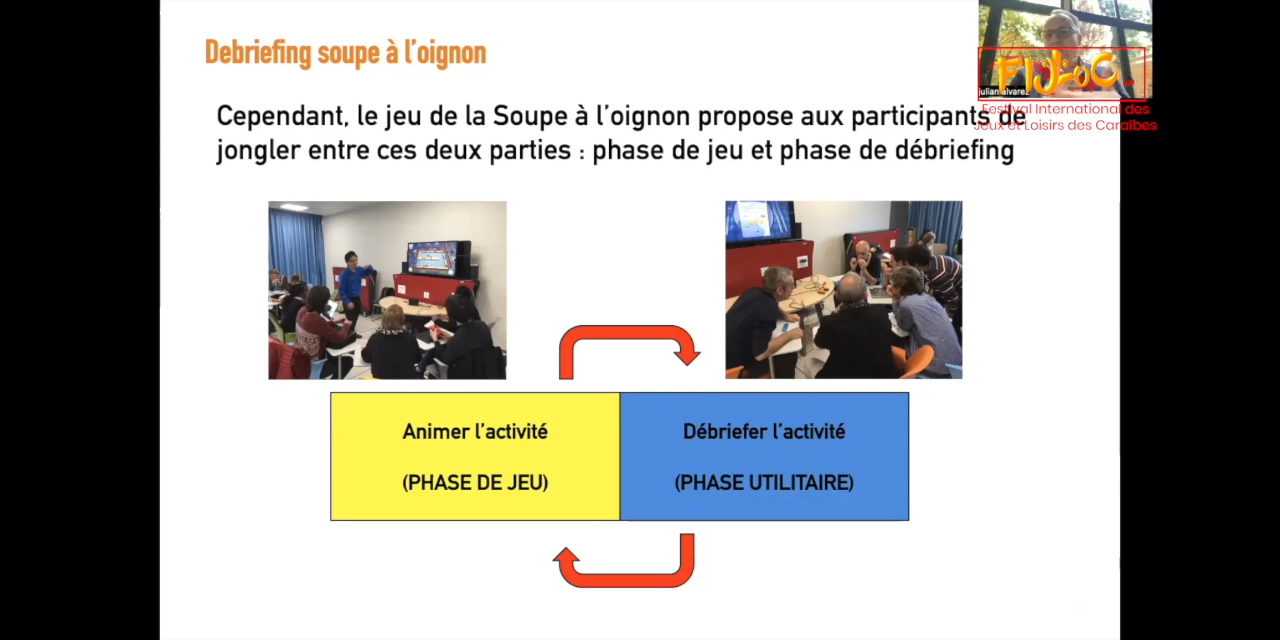 Debriefing soupe à l'oignon
FIJLOC
julian alvarez
Festival International des
Jeux et Loisirs des Caraïbes
Cependant, le jeu de la Soupe à l'oignon propose aux participants de
jongler entre ces deux parties : phase de jeu et phase de débriefing
Animer l'activité
(PHASE DE JEU)
Débriefer l'activité
(PHASE UTILITAIRE)